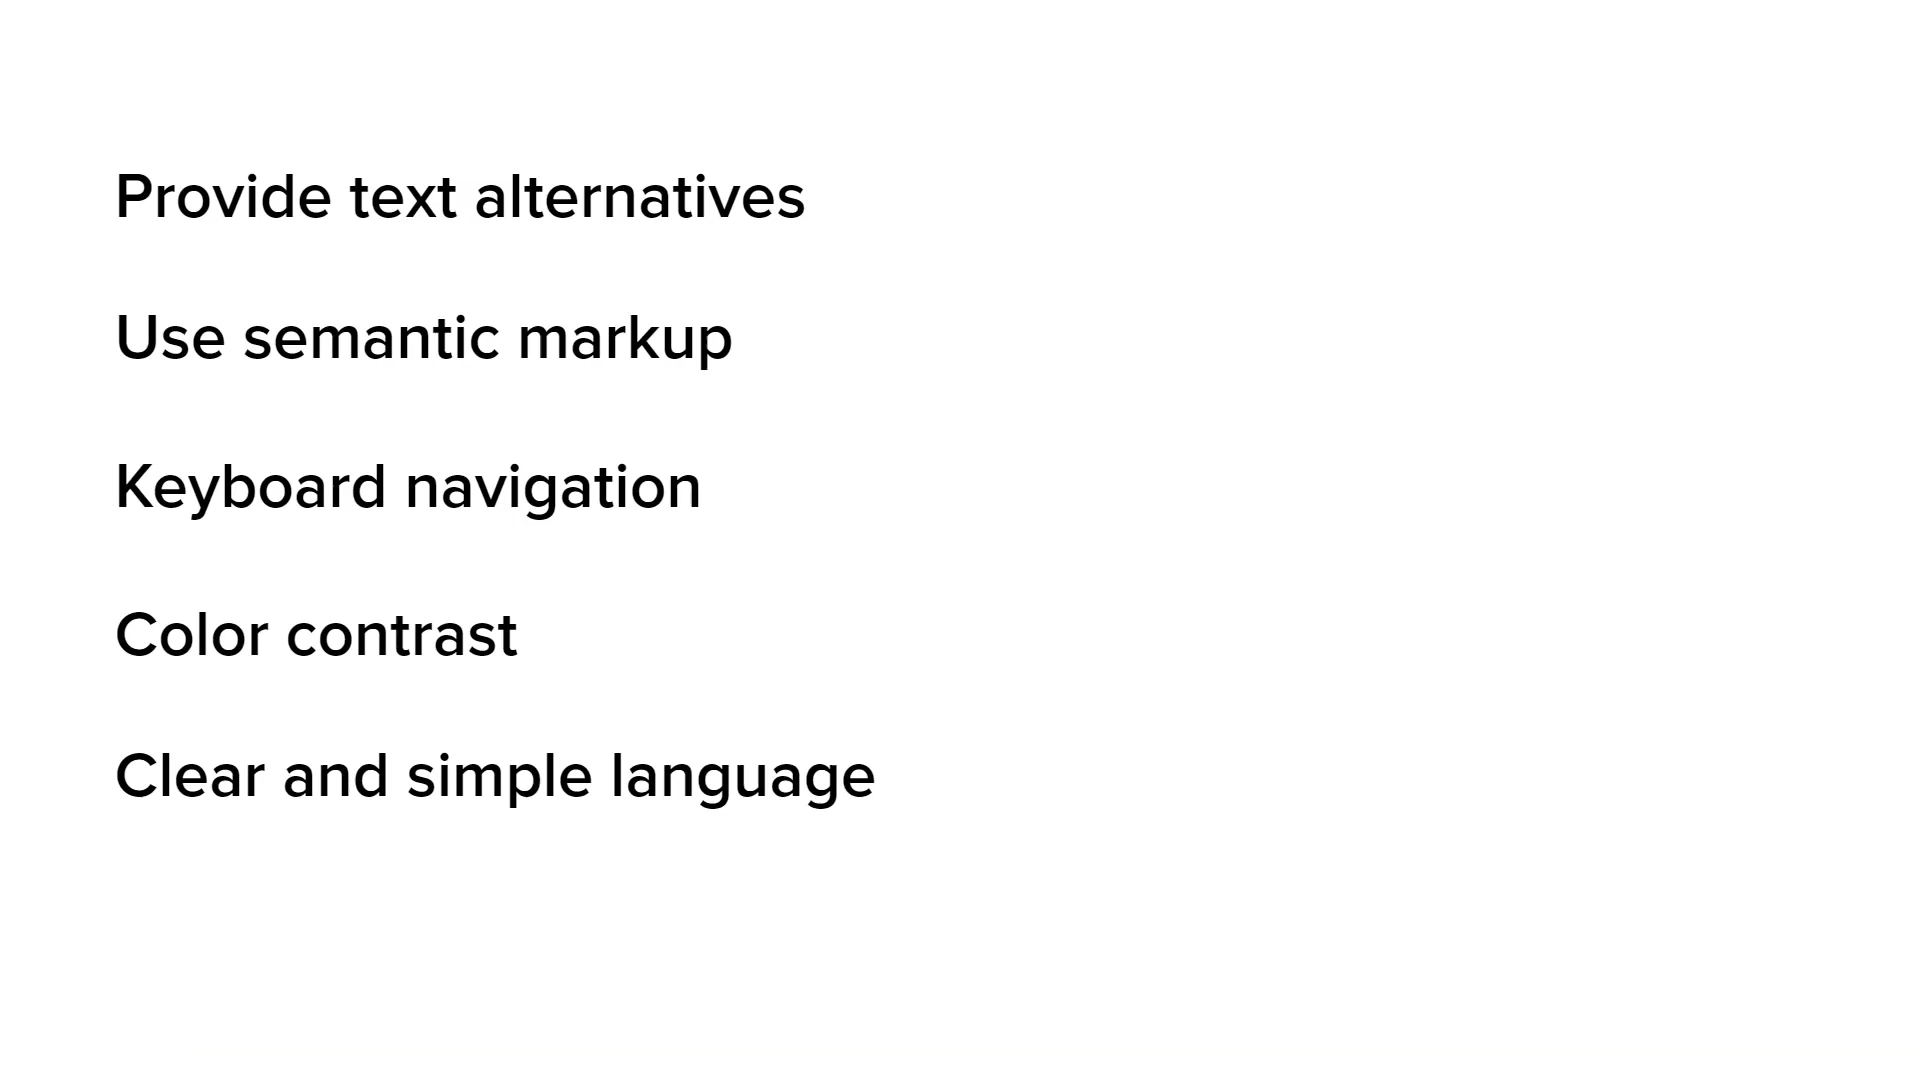 Provide text alternatives
Use semantic markup
Keyboard navigation
Color contrast
Clear and simple language